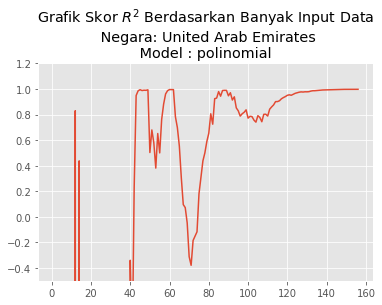 Grafik Skor R² Berdasarkan Banyak Input Data
Negara: United Arab Emirates
Model : polinomial
1.2
1.0
0.8
0.6
0.4
0.2
0.0
−0.2
−0.4
0 20 40 60 80 100 120 140 160